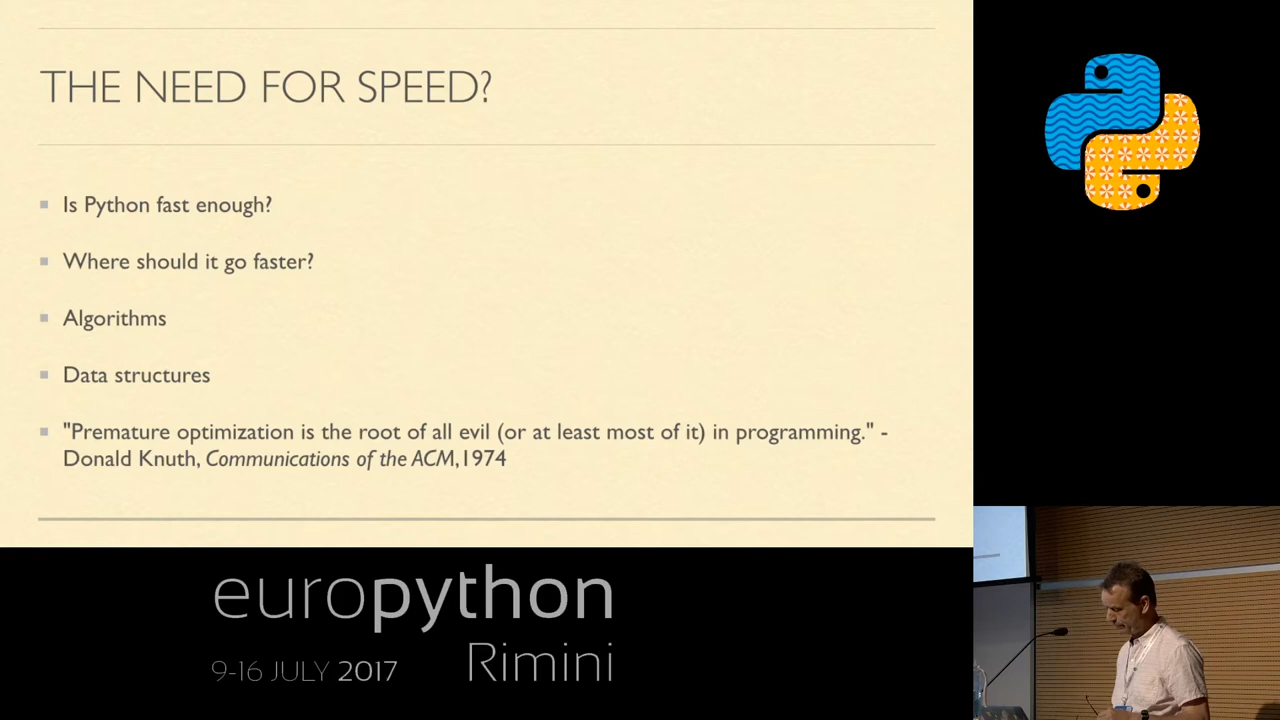 THE NEED FOR SPEED?
Is Python fast enough?
Where should it go faster?
Algorithms
Data structures
"Premature optimization is the root of all evil (or at least most of it) in programming." -
Donald Knuth, Communications of the ACM,1974
europython
9-16 JULY 2017
Rimini